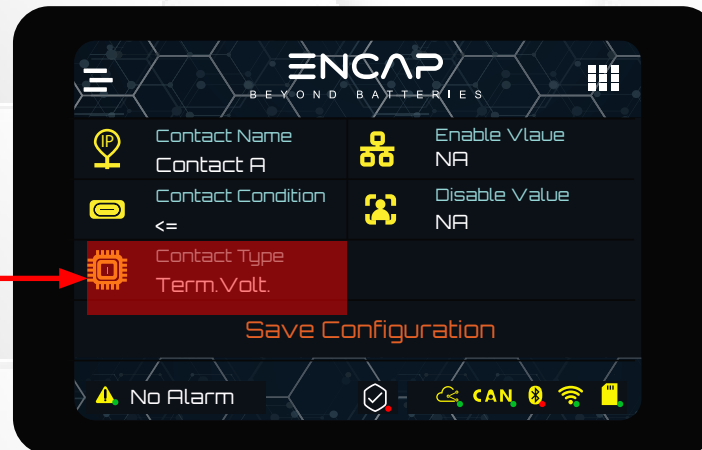 ENCAP
BEYOND BATTERIES
IP
Contact Name
Contact A
Enable Vlaue
NA
Contact Condition
<=
Disable Value
NA
Contact Type
Term.Volt.
Save Configuration
No Alarm
CAN